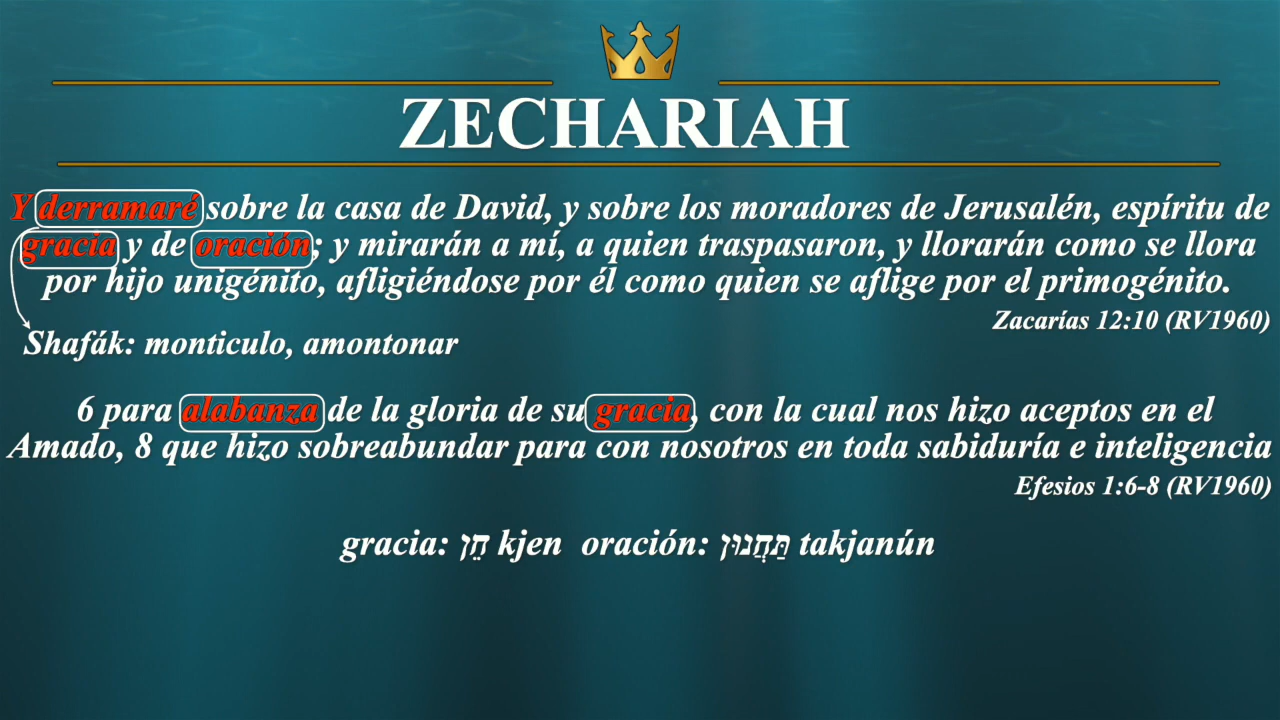 ZECHARIAH
Y derramaré sobre la casa de David, y sobre los moradores de Jerusalén, espíritu de
gracia y de oración; y mirarán a mí, a quien traspasaron, y llorarán como se llora
por hijo unigénito, afligiéndose por él como quien se aflige por el primogénito.
Zacarías 12:10 (RV1960)
Shafák: monticulo, amontonar
6 para alabanza de la gloria de su gracia, con la cual nos hizo aceptos en el
Amado, 8 que hizo sobreabundar para con nosotros en toda sabiduría e inteligencia
Efesios 1:6-8 (RV1960)
gracia: חֵן kjen oración: תַּחֲנוּן takjanún